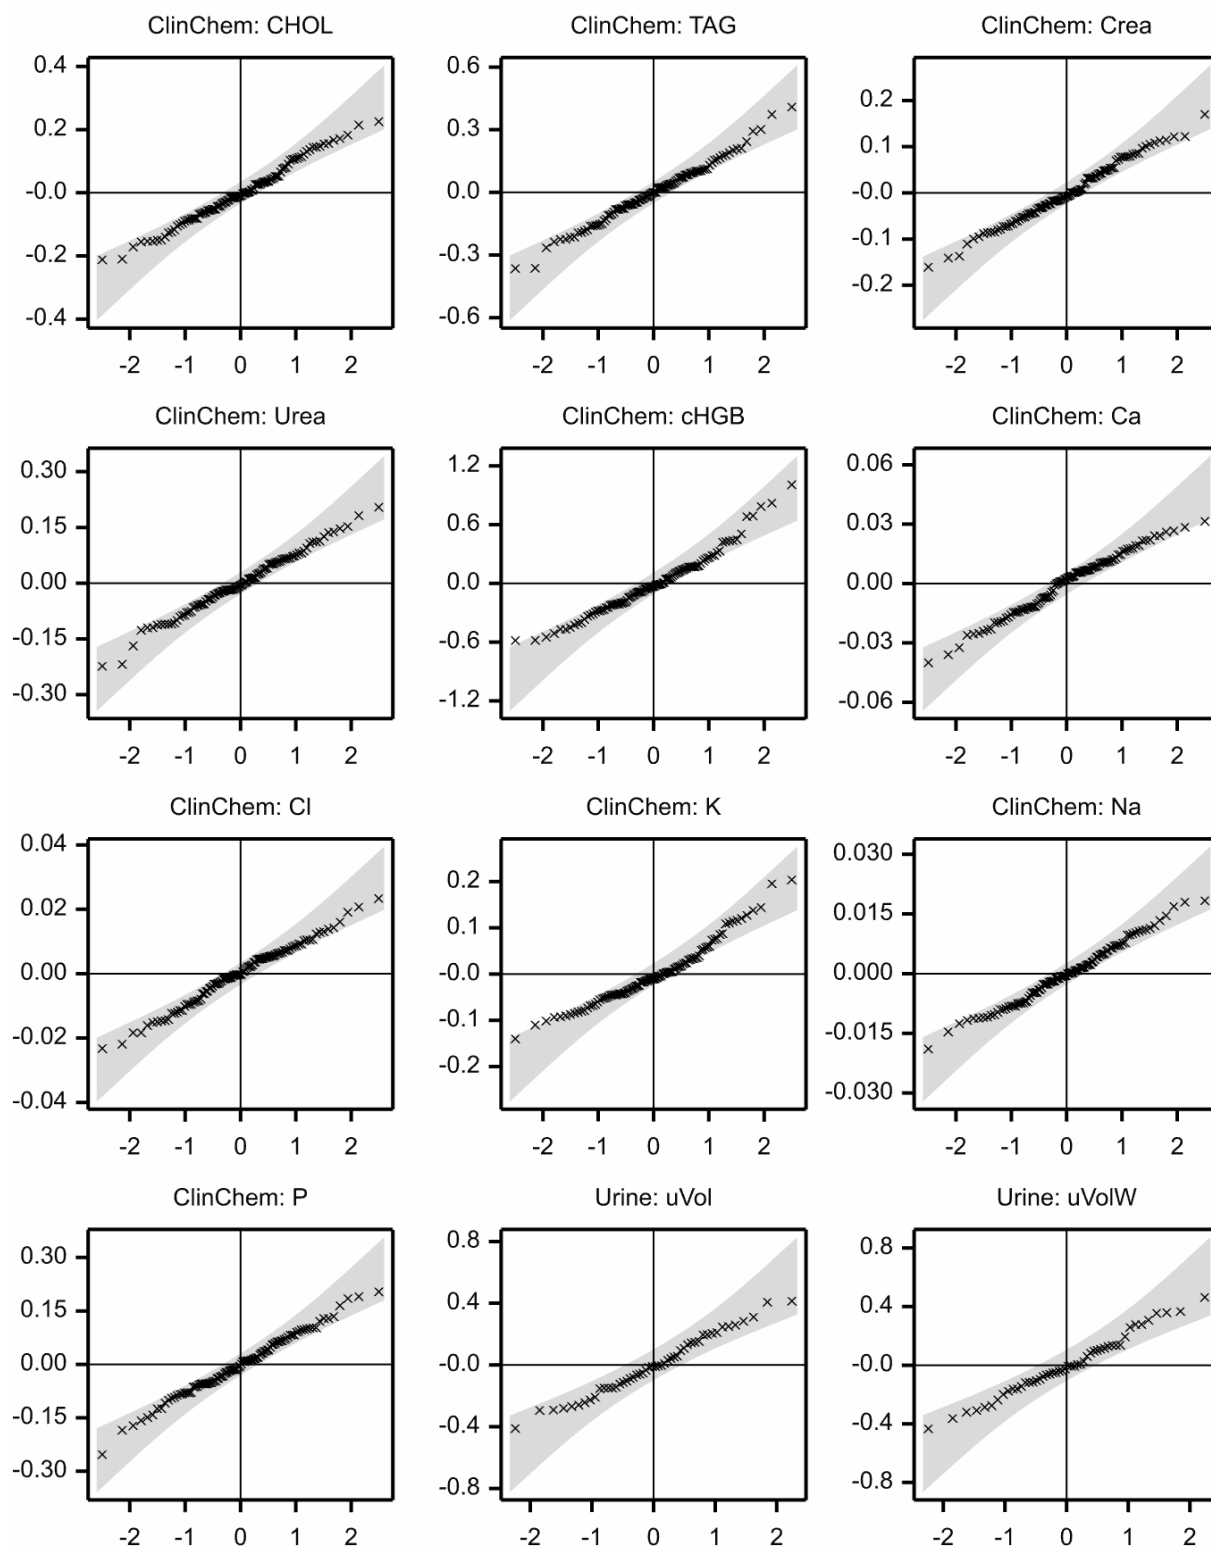 ClinChem: CHOL
0.4
0.2
-0.0
-0.2
-0.4
-2 -1 0 1 2
ClinChem: TAG
0.6
0.3
0.0
-0.3
-0.6
-2 -1 0 1 2
ClinChem: Crea
0.2
0.1
-0.0
-0.1
-0.2
-2 -1 0 1 2
ClinChem: Urea
0.30
0.15
0.00
-0.15
-0.30
-2 -1 0 1 2
ClinChem: cHGB
1.2
0.6
0.0
-0.6
-1.2
-2 -1 0 1 2
ClinChem: Ca
0.06
0.03
0.00
-0.03
-0.06
-2 -1 0 1 2
ClinChem: Cl
0.04
0.02
0.00
-0.02
-0.04
-2 -1 0 1 2
ClinChem: K
0.2
0.1
-0.0
-0.1
-0.2
-2 -1 0 1 2
ClinChem: Na
0.030
0.015
0.000
-0.015
-0.030
-2 -1 0 1 2
ClinChem: P
0.30
0.15
0.00
-0.15
-0.30
-2 -1 0 1 2
Urine: uVol
0.8
0.4
-0.0
-0.4
-0.8
-2 -1 0 1 2
Urine: uVolW
0.8
0.4
-0.0
-0.4
-0.8
-2 -1 0 1 2